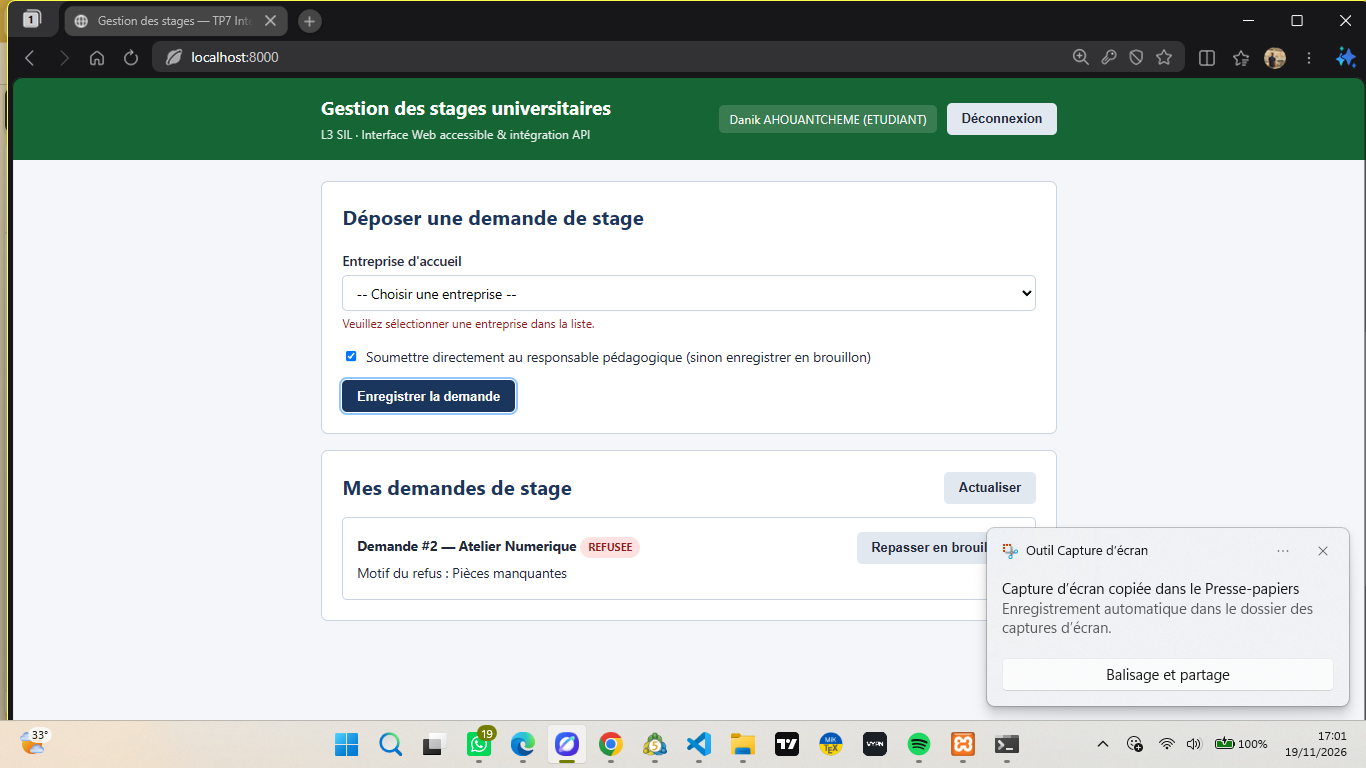 1
Gestion des stages — TP7 Int
localhost:8000
Gestion des stages universitaires
L3 SIL · Interface Web accessible & intégration API
Danik AHOUANTCHEME (ETUDIANT)
Déconnexion
Déposer une demande de stage
Entreprise d'accueil
-- Choisir une entreprise --
Veuillez sélectionner une entreprise dans la liste.
Soumettre directement au responsable pédagogique (sinon enregistrer en brouillon)
Enregistrer la demande
Mes demandes de stage
Actualiser
Demande #2 — Atelier Numerique
REFUSEE
Repasser en brouil
Motif du refus : Pièces manquantes
Outil Capture d'écran
Capture d'écran copiée dans le Presse-papiers
Enregistrement automatique dans le dossier des
captures d'écran.
Balisage et partage
33°
19
5
MiK
TEX
100%
17:01
19/11/2026